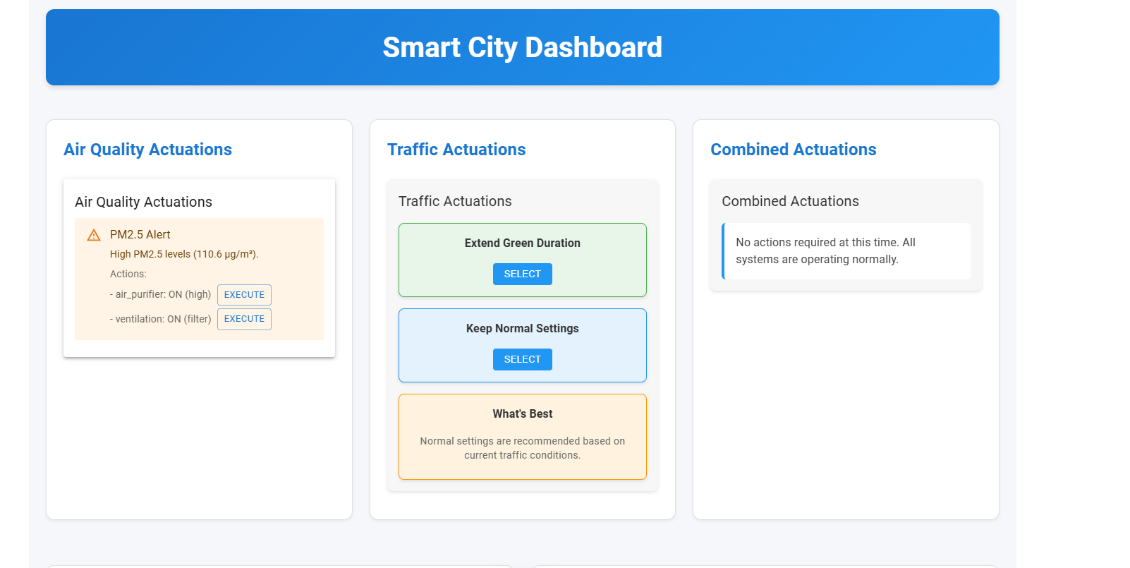 Smart City Dashboard
Air Quality Actuations
Air Quality Actuations
PM2.5 Alert
High PM2.5 levels (110.6 µg/m³).
Actions:
- air_purifier: ON (high) EXECUTE
- ventilation: ON (filter) EXECUTE
Traffic Actuations
Traffic Actuations
Extend Green Duration
SELECT
Keep Normal Settings
SELECT
What's Best
Normal settings are recommended based on
current traffic conditions.
Combined Actuations
Combined Actuations
No actions required at this time. All
systems are operating normally.